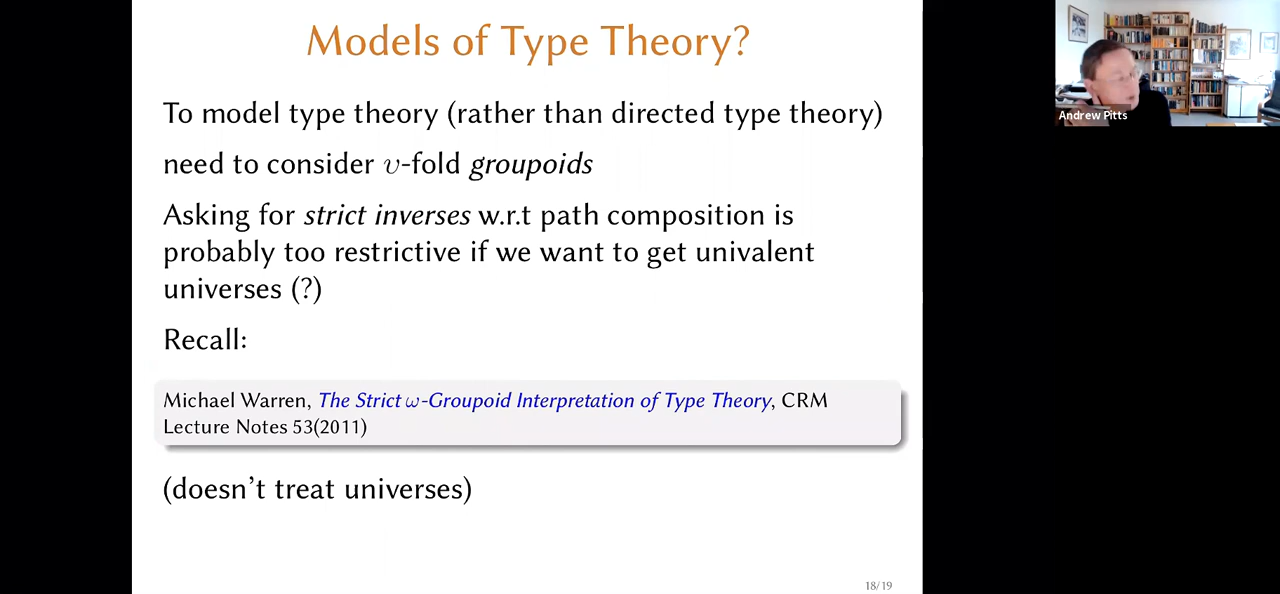 Models of Type Theory?
To model type theory (rather than directed type theory)
need to consider υ-fold groupoids
Asking for strict inverses w.r.t path composition is
probably too restrictive if we want to get univalent
universes (?)
Recall:
Michael Warren, The Strict ω-Groupoid Interpretation of Type Theory, CRM
Lecture Notes 53(2011)
(doesn't treat universes)
18/19
Andrew Pitts